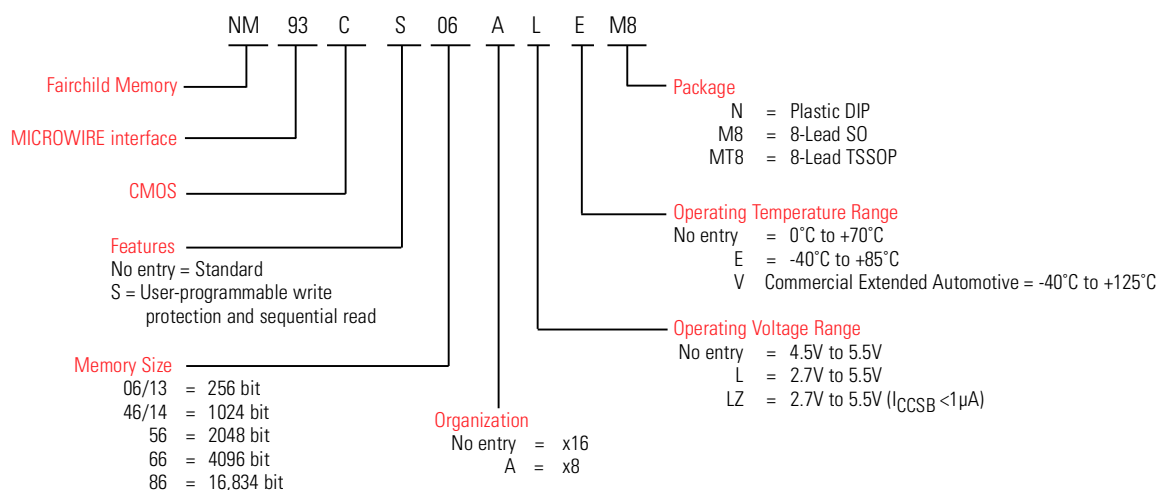 NM 93 C S 06 A L E M8
Fairchild Memory
MICROWIRE interface
CMOS
Features
No entry = Standard
S = User-programmable write
protection and sequential read
Memory Size
06/13 = 256 bit
46/14 = 1024 bit
56 = 2048 bit
66 = 4096 bit
86 = 16,834 bit
Organization
No entry = x16
A = x8
Package
N = Plastic DIP
M8 = 8-Lead SO
MT8 = 8-Lead TSSOP
Operating Temperature Range
No entry = 0˚C to +70˚C
E = -40˚C to +85˚C
V Commercial Extended Automotive = -40˚C to +125˚C
Operating Voltage Range
No entry = 4.5V to 5.5V
L = 2.7V to 5.5V
LZ = 2.7V to 5.5V (ICCSB <1µA)